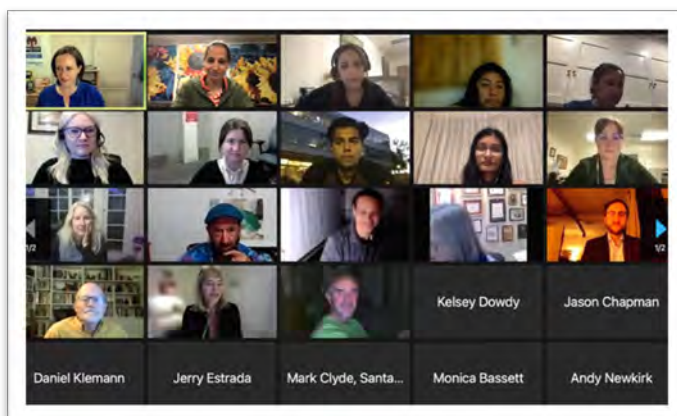 1/2
1/2
Kelsey Dowdy
Jason Chapman
Daniel Klemann
Jerry Estrada
Mark Clyde, Santa...
Monica Bassett
Andy Newkirk